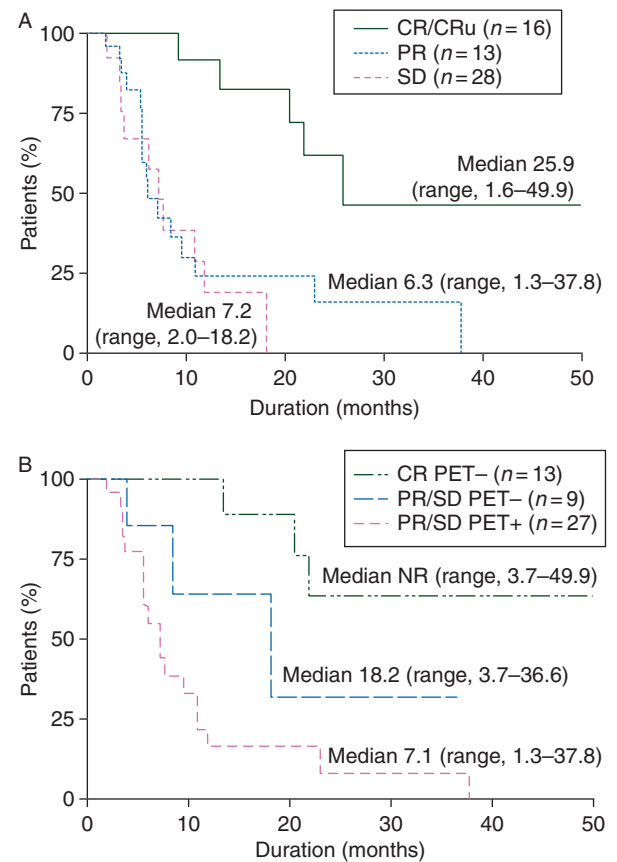 A
CR/CRu (n = 16)
PR (n = 13)
SD (n = 28)
100
75
50
25
0
Patients (%)
Median 25.9
(range, 1.6–49.9)
Median 6.3 (range, 1.3–37.8)
Median 7.2
(range, 2.0–18.2)
0 10 20 30 40 50
Duration (months)
B
CR PET– (n = 13)
PR/SD PET– (n = 9)
PR/SD PET+ (n = 27)
100
75
50
25
0
Patients (%)
Median NR (range, 3.7–49.9)
Median 18.2 (range, 3.7–36.6)
Median 7.1 (range, 1.3–37.8)
0 10 20 30 40 50
Duration (months)